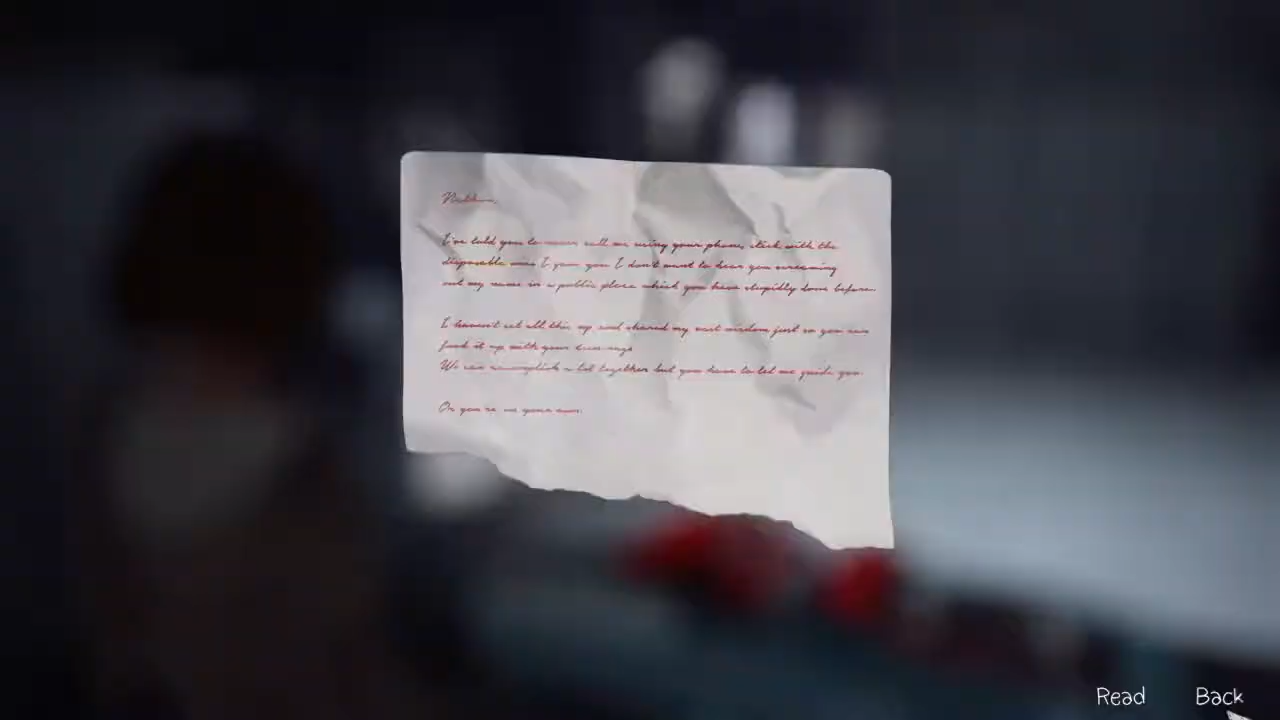 Nathan,
I've told you to never call me using your phone, stick with the
disposable ones I gave you. I don't want to hear you screaming
out my name in a public place which you have stupidly done before.
I haven't set all this up and shared my vast wisdom just so you can
fuck it up with your teen-rage
We can accomplish a lot together but you have to let me guide you.
Or you're on your own.
Read Back